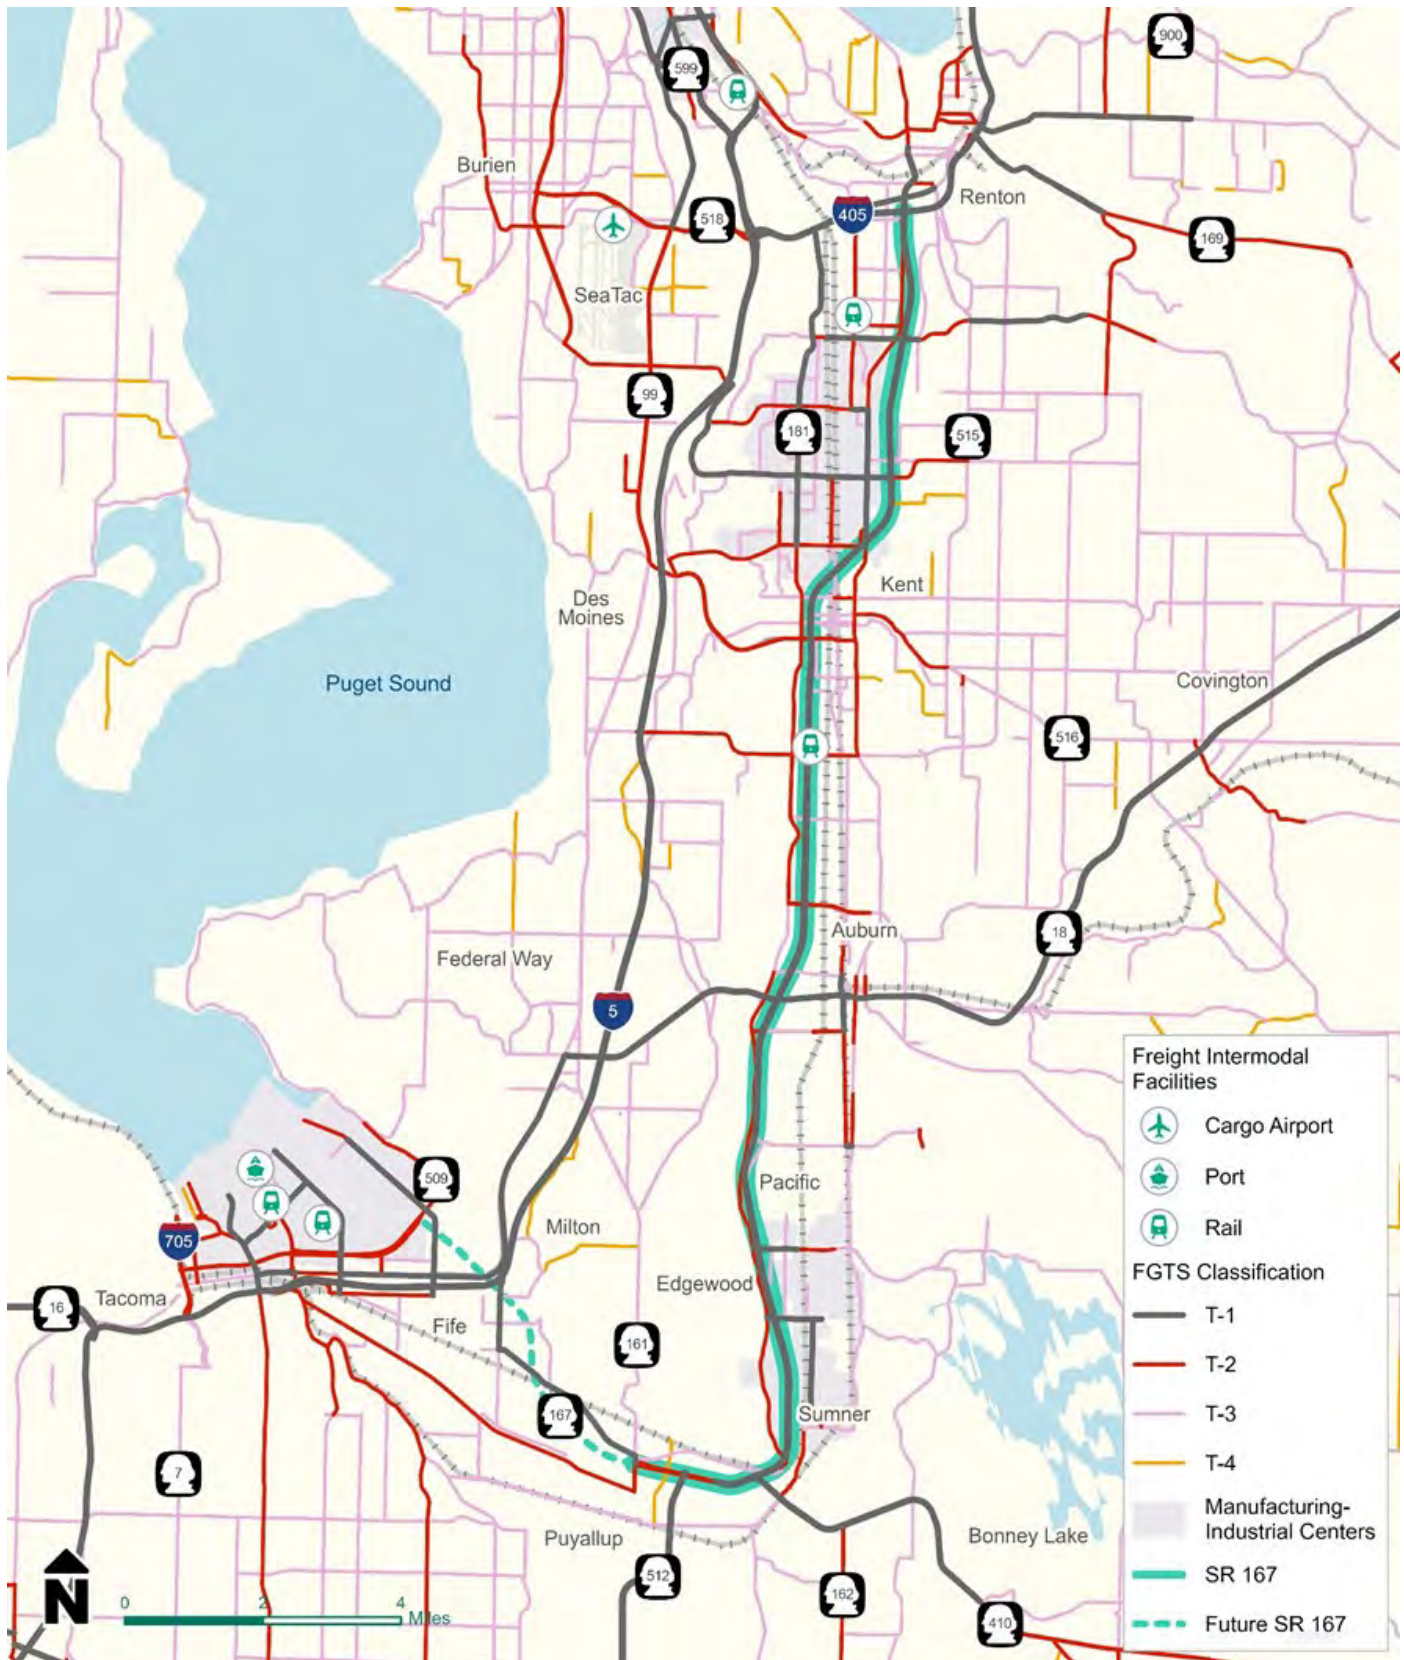 900
599
Burien
Renton
405
518
169
SeaTac
99
181
515
Kent
Des
Moines
Puget Sound
Covington
516
Auburn
18
Federal Way
5
Freight Intermodal
Facilities
Cargo Airport
Port
Rail
FGTS Classification
T-1
T-2
T-3
T-4
Manufacturing-
Industrial Centers
SR 167
Future SR 167
509
Pacific
Milton
705
Edgewood
Tacoma
16
Fife
161
167
Sumner
7
Puyallup
Bonney Lake
512
162
410
N
0 2 4
Miles